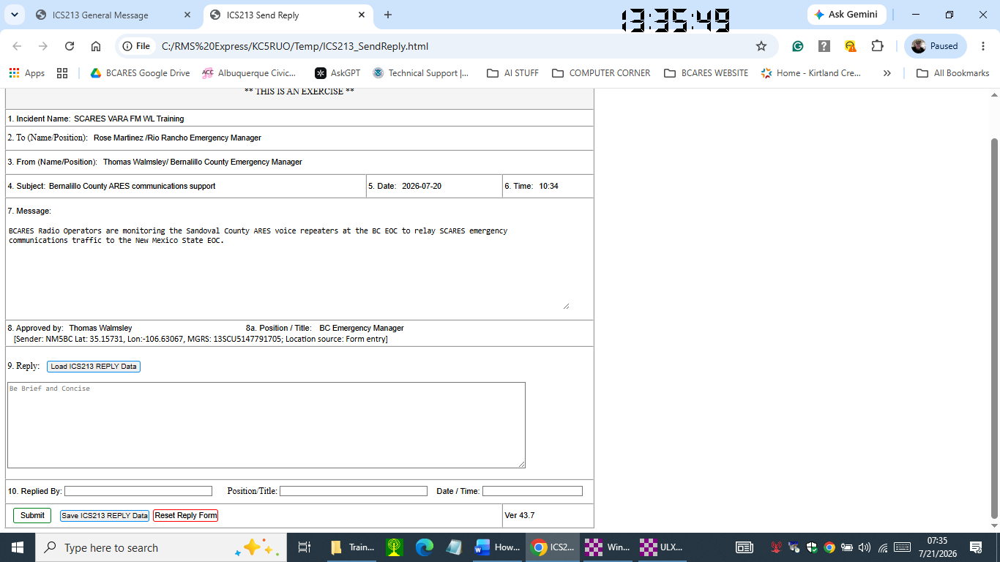 ICS213 General Message
ICS213 Send Reply
13:35:49
Ask Gemini
File C:/RMS%20Express/KC5RUO/Temp/ICS213_SendReply.html
Paused
Apps BCARES Google Drive Albuquerque Civic... AskGPT Technical Support |... AI STUFF COMPUTER CORNER BCARES WEBSITE Home - Kirtland Cre... » All Bookmarks
** THIS IS AN EXERCISE **
1. Incident Name: SCARES VARA FM WL Training
2. To (Name/Position): Rose Martinez /Rio Rancho Emergency Manager
3. From (Name/Position): Thomas Walmsley/ Bernalillo County Emergency Manager
4. Subject: Bernalillo County ARES communications support 5. Date: 2026-07-20 6. Time: 10:34
7. Message:
BCARES Radio Operators are monitoring the Sandoval County ARES voice repeaters at the BC EOC to relay SCARES emergency
communications traffic to the New Mexico State EOC.
8. Approved by: Thomas Walmsley 8a. Position / Title: BC Emergency Manager
[Sender: NM5BC Lat: 35.15731, Lon:-106.63067, MGRS: 13SCU5147791705; Location source: Form entry]
9. Reply: Load ICS213 REPLY Data
Be Brief and Concise
10. Replied By: Position/Title: Date / Time:
Submit Save ICS213 REPLY Data Reset Reply Form Ver 43.7
Type here to search
Train...
How...
ICS2...
Win...
ULX...
07:35
7/21/2026